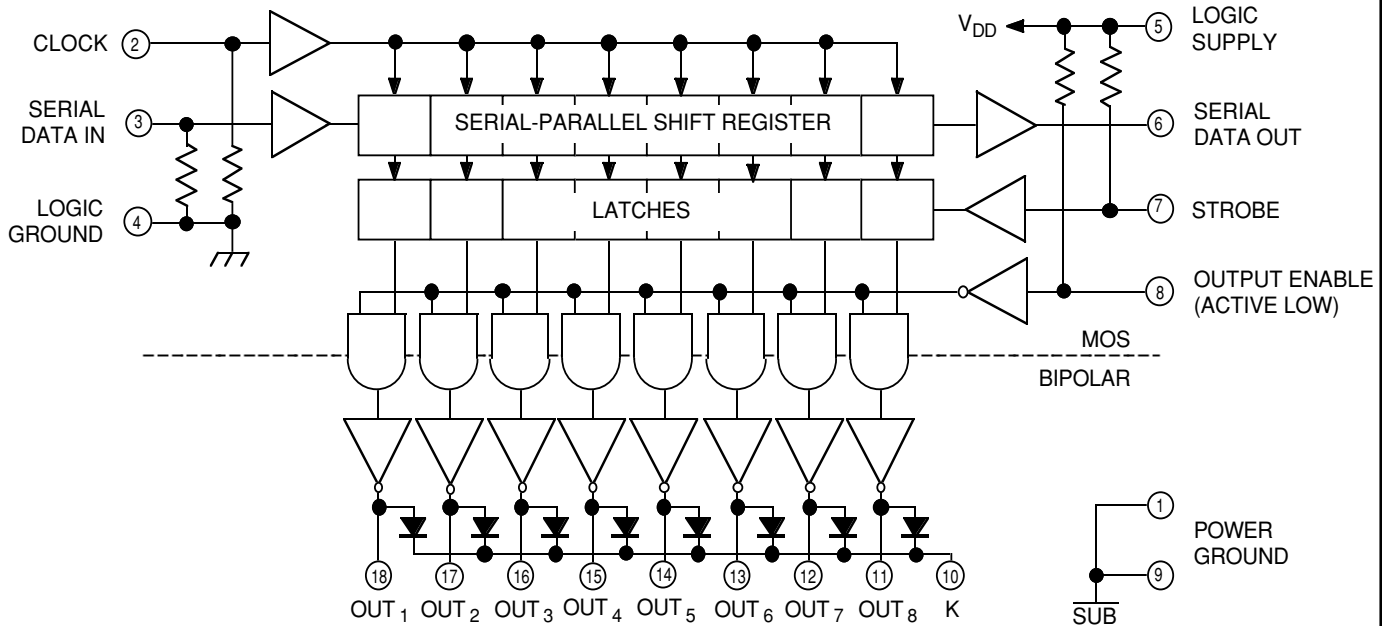 CLOCK 2
SERIAL
DATA IN 3
LOGIC
GROUND 4
SERIAL-PARALLEL SHIFT REGISTER
LATCHES
V DD
5 LOGIC
SUPPLY
6 SERIAL
DATA OUT
7 STROBE
8 OUTPUT ENABLE
(ACTIVE LOW)
MOS
BIPOLAR
18 17 16 15 14 13 12 11 10
OUT 1 OUT 2 OUT 3 OUT 4 OUT 5 OUT 6 OUT 7 OUT 8 K
1
POWER
GROUND
9
SUB